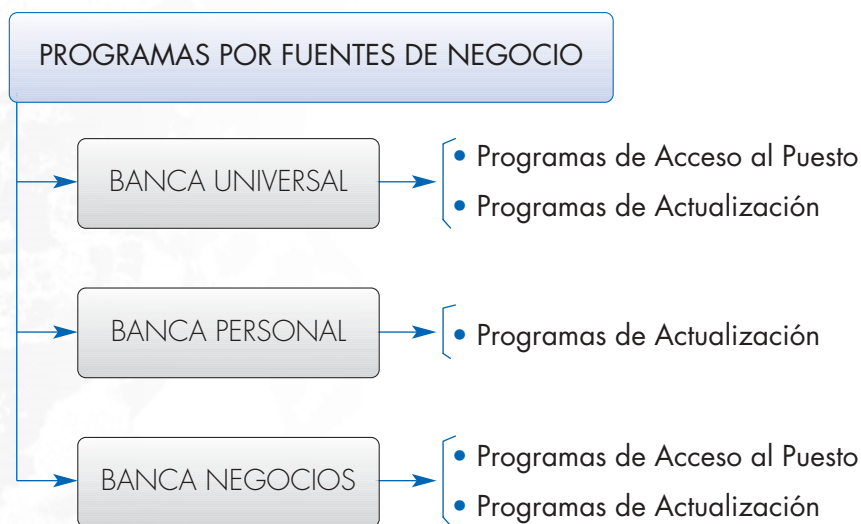 PROGRAMAS POR FUENTES DE NEGOCIO
BANCA UNIVERSAL
• Programas de Acceso al Puesto
• Programas de Actualización
BANCA PERSONAL
• Programas de Actualización
BANCA NEGOCIOS
• Programas de Acceso al Puesto
• Programas de Actualización